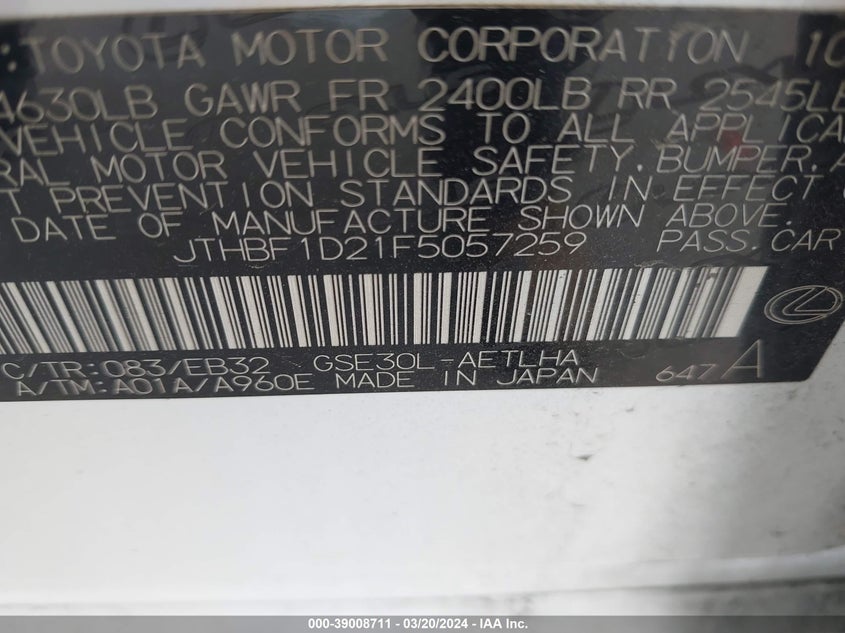 :TOYOTA MOTOR CORPORATION 10
4630LB GAWR FR 2400LB RR 2545LB
VEHICLE CONFORMS TO ALL APPLICA
RAL MOTOR VEHICLE SAFETY, BUMPER, A
T PREVENTION STANDARDS IN EFFECT O
DATE OF MANUFACTURE SHOWN ABOVE.
JTHBF1D21F5057259 PASS.CAR
C/TR:083/EB32 GSE30L-AETLHA
A/TM:A01A/A960E MADE IN JAPAN 647 A
000-39008711 - 03/20/2024 - IAA Inc.